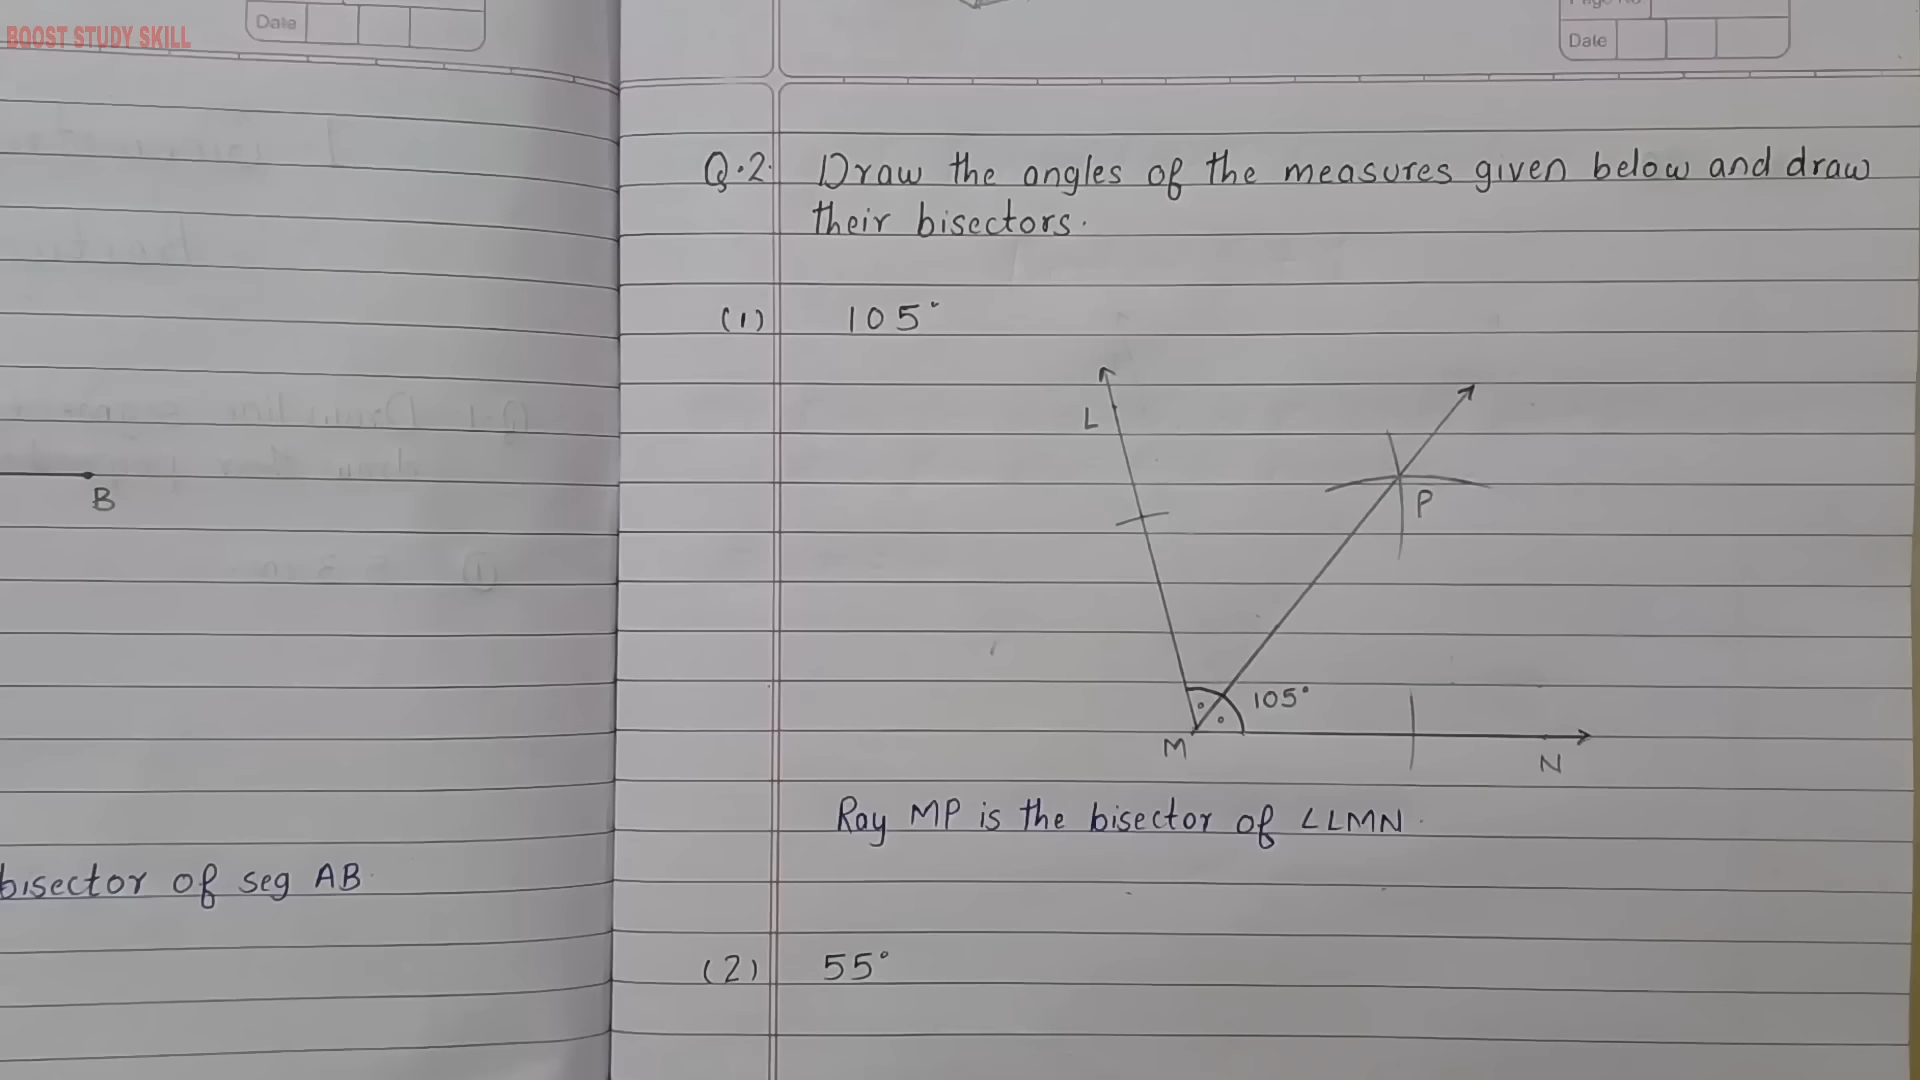 BOOST STUDY SKILL
Date
B
bisector of seg AB.
Date
Q.2. Draw the angles of the measures given below and draw
their bisectors.
(1) 105°
L
P
105°
M
N
Ray MP is the bisector of ∠LMN.
(2) 55°